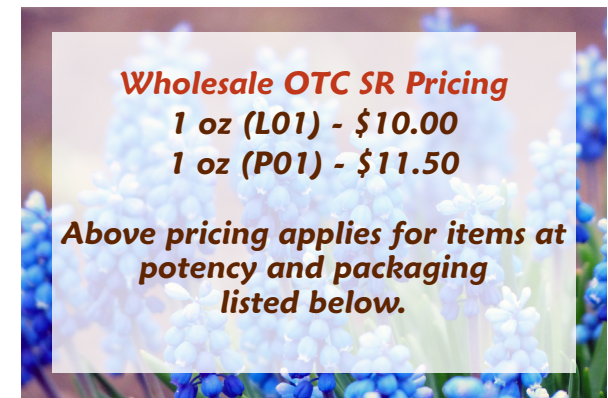 Wholesale OTC SR Pricing
1 oz (L01) - $10.00
1 oz (P01) - $11.50
Above pricing applies for items at
potency and packaging
listed below.